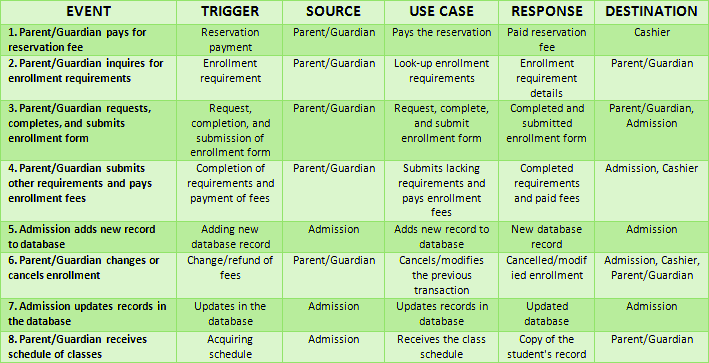 EVENT TRIGGER SOURCE USE CASE RESPONSE DESTINATION
1. Parent/Guardian pays for reservation fee
Reservation payment
Parent/Guardian
Pays the reservation
Paid reservation fee
Cashier
2. Parent/Guardian inquires for enrollment requirements
Enrollment requirement
Parent/Guardian
Look-up enrollment requirements
Enrollment requirement details
Parent/Guardian
3. Parent/Guardian requests, completes, and submits enrollment form
Request, completion, and submission of enrollment form
Parent/Guardian
Request, complete, and submit enrollment form
Completed and submitted enrollment form
Parent/Guardian, Admission
4. Parent/Guardian submits other requirements and pays enrollment fees
Completion of requirements and payment of fees
Parent/Guardian
Submits lacking requirements and pays enrollment fees
Completed requirements and paid fees
Admission, Cashier
5. Admission adds new record to database
Adding new database record
Admission
Adds new record to database
New database record
Admission
6. Parent/Guardian changes or cancels enrollment
Change/refund of fees
Parent/Guardian
Cancels/modifies the previous transaction
Cancelled/modified enrollment
Admission, Cashier, Parent/Guardian
7. Admission updates records in the database
Updates in the database
Admission
Updates records in database
Updated database
Admission
8. Parent/Guardian receives schedule of classes
Acquiring schedule
Admission
Receives the class schedule
Copy of the student's record
Parent/Guardian